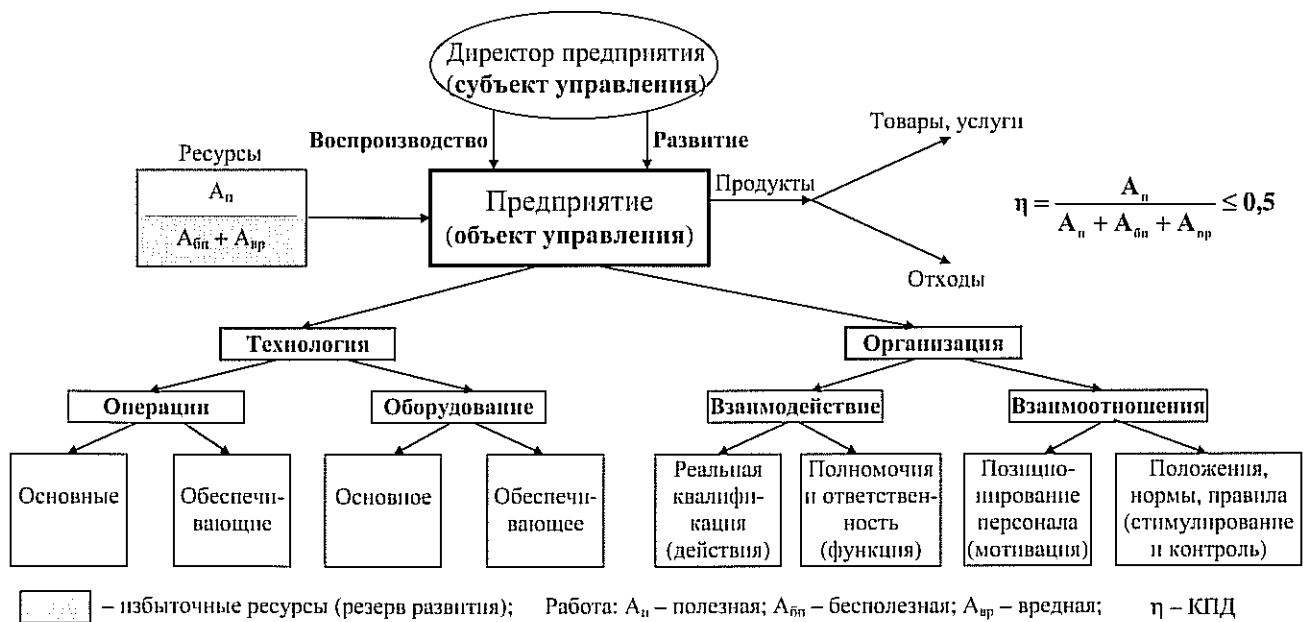 Директор предприятия
(субъект управления)
Воспроизводство
Развитие
Товары, услуги
Ресурсы
Aп
Aбп + Aвр
Предприятие
(объект управления)
Продукты
η = Aп / (Aп + Aбп + Aвр) ≤ 0,5
Отходы
Технология
Организация
Операции
Оборудование
Взаимодействие
Взаимоотношения
Основные
Обеспечи-
вающие
Основное
Обеспечи-
вающее
Реальная
квалифи-
кация
(действия)
Полномочия
и ответствен-
ность
(функция)
Позицио-
нирование
персонала
(мотивация)
Положения,
нормы, правила
(стимулирование
и контроль)
– избыточные ресурсы (резерв развития); Работа: Aп – полезная; Aбп – бесполезная; Aвр – вредная; η – КПД